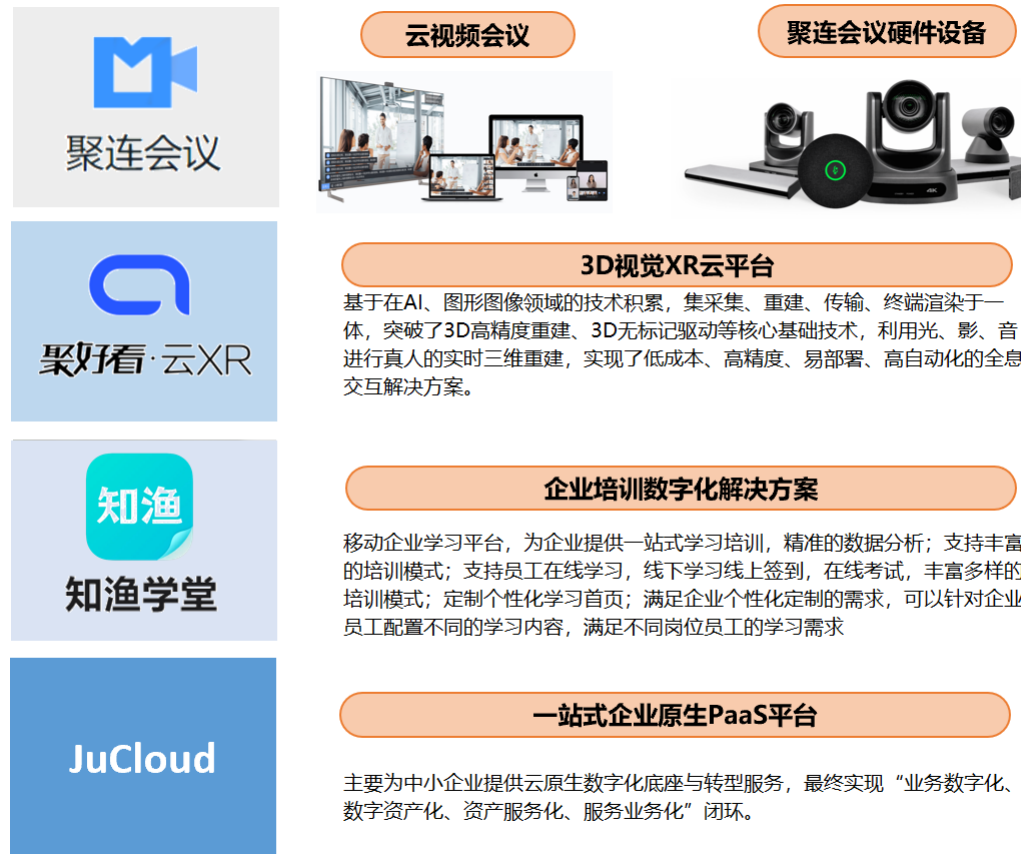 聚连会议
云视频会议
聚连会议硬件设备
4K
聚好看·云XR
3D视觉XR云平台
基于在AI、图形图像领域的技术积累，集采集、重建、传输、终端渲染于一
体，突破了3D高精度重建、3D无标记驱动等核心基础技术，利用光、影、音
进行真人的实时三维重建，实现了低成本、高精度、易部署、高自动化的全息
交互解决方案。
知渔
知渔学堂
企业培训数字化解决方案
移动企业学习平台，为企业提供一站式学习培训，精准的数据分析；支持丰富
的培训模式；支持员工在线学习，线下学习线上签到，在线考试，丰富多样的
培训模式；定制个性化学习首页；满足企业个性化定制的需求，可以针对企业
员工配置不同的学习内容，满足不同岗位员工的学习需求
JuCloud
一站式企业原生PaaS平台
主要为中小企业提供云原生数字化底座与转型服务，最终实现“业务数字化、
数字资产化、资产服务化、服务业务化”闭环。